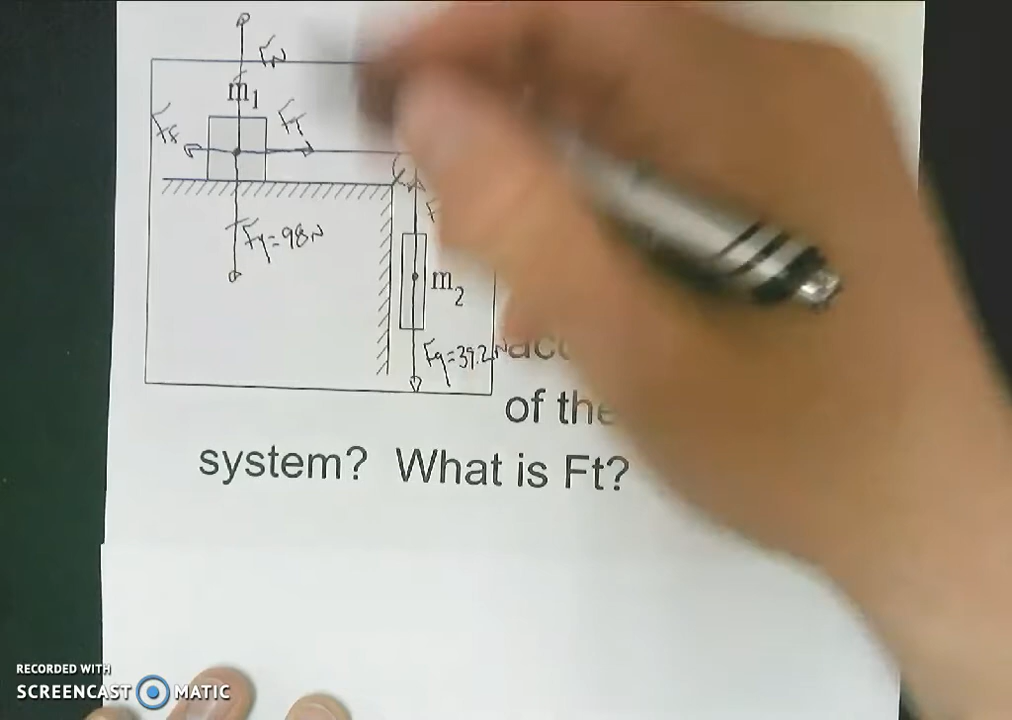 FN
m1
Ff
FT
Fg=98N
m2
Fg=39.2N
of the
system? What is Ft?
RECORDED WITH
SCREENCAST MATIC